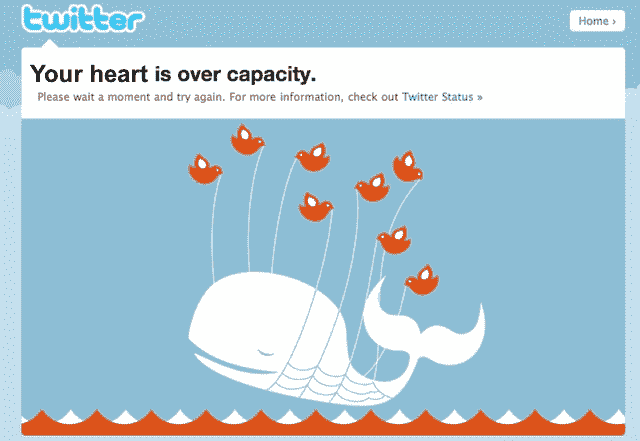 twitter
Home ›
Your heart is over capacity.
Please wait a moment and try again. For more information, check out Twitter Status »